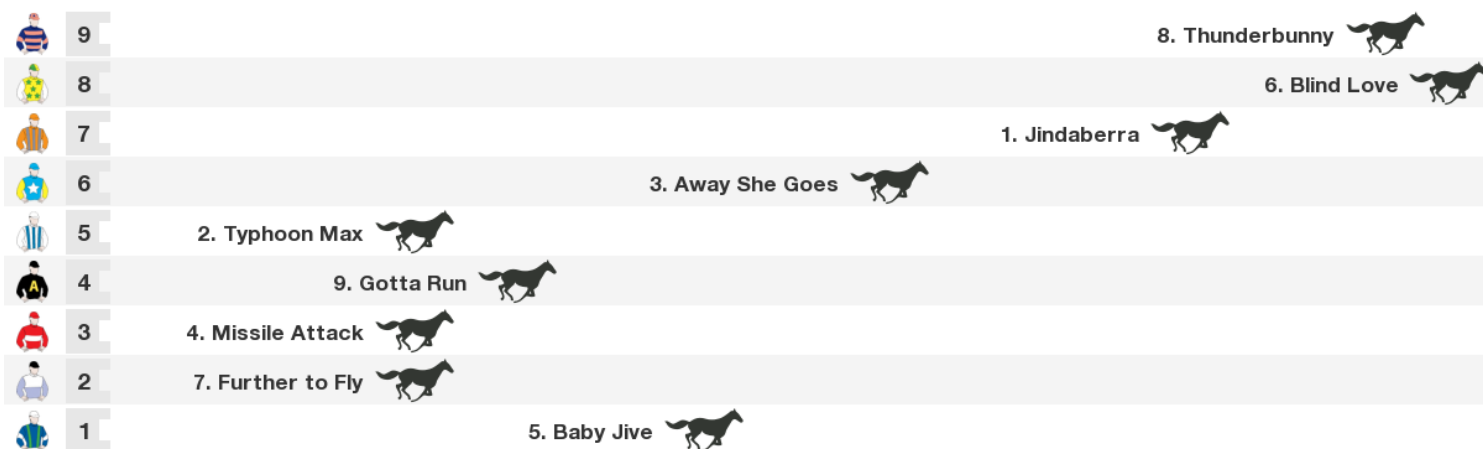 9 8. Thunderbunny
8 6. Blind Love
7 1. Jindaberra
6 3. Away She Goes
5 2. Typhoon Max
A 4 9. Gotta Run
3 4. Missile Attack
2 7. Further to Fly
1 5. Baby Jive